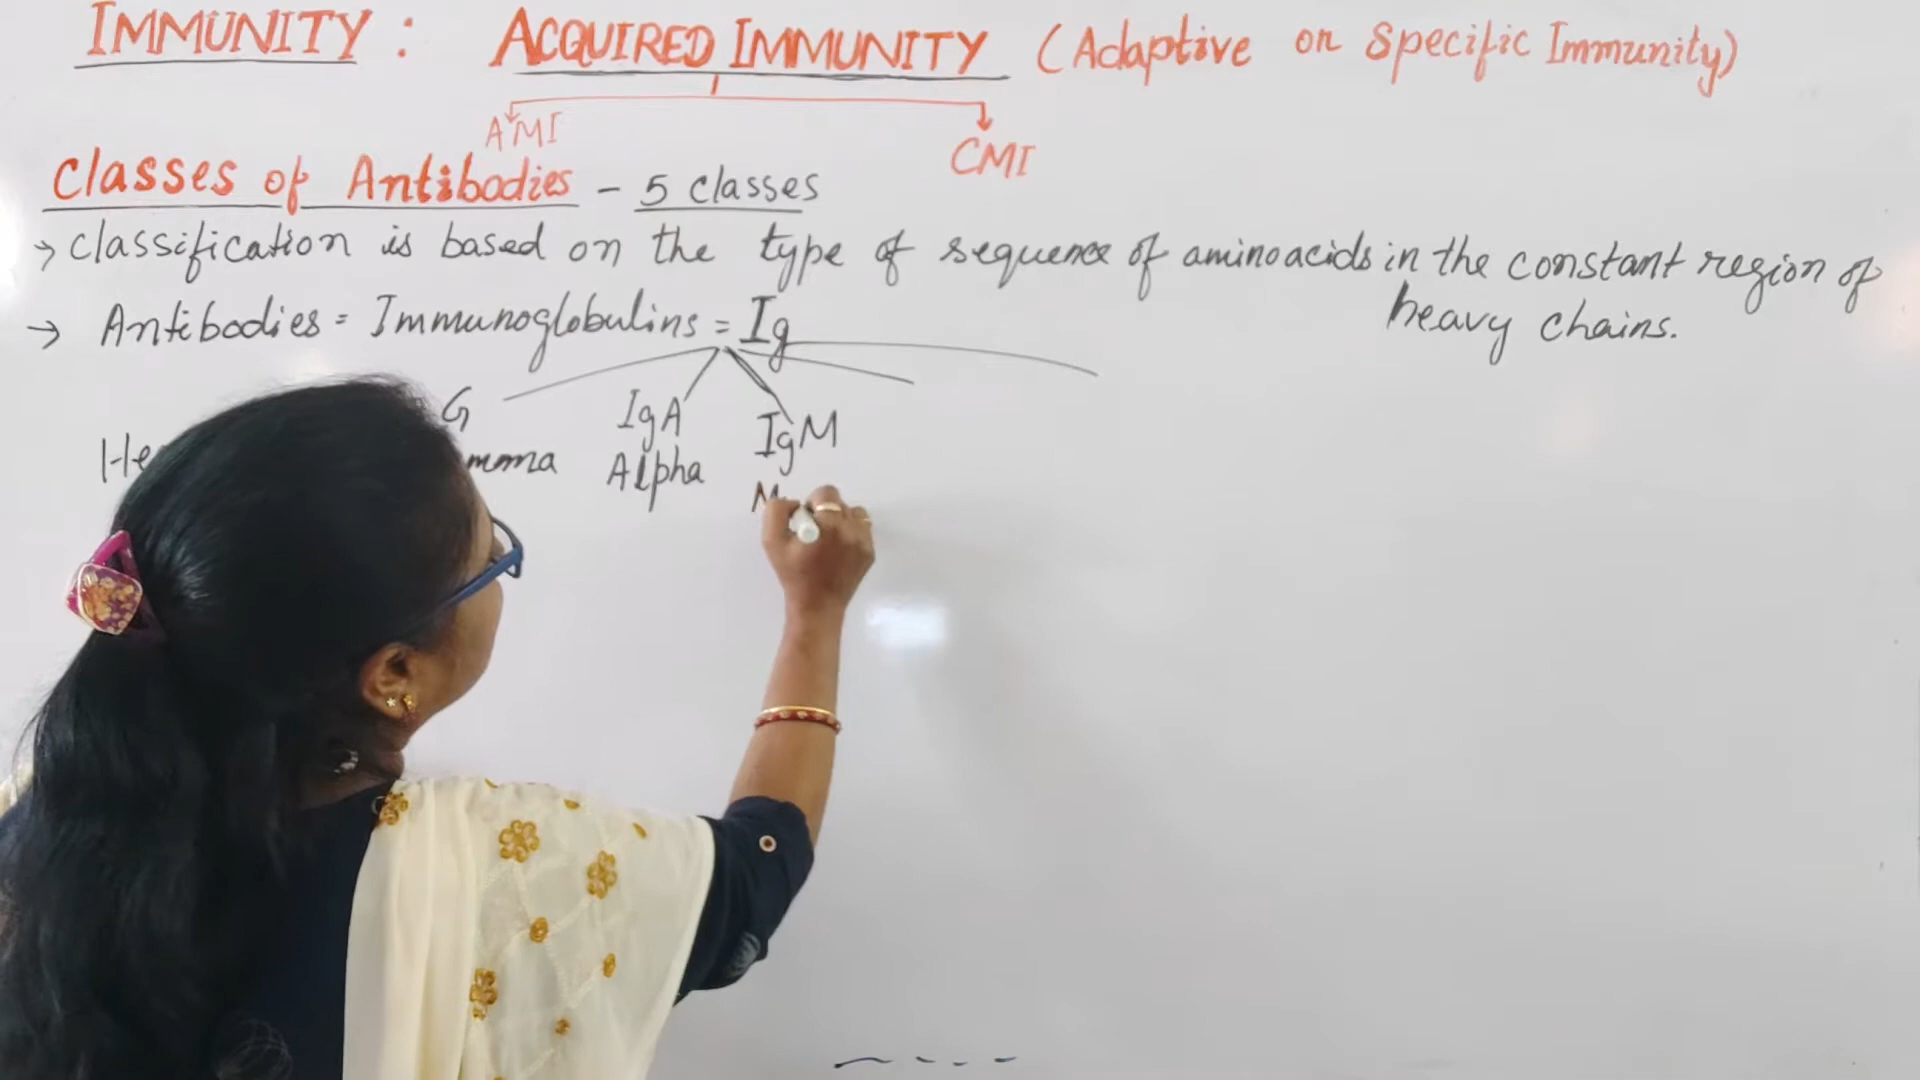 IMMUNITY : ACQUIRED IMMUNITY (Adaptive or Specific Immunity)
AMI CMI
Classes of Antibodies - 5 classes
→ Classification is based on the type of sequence of aminoacids in the constant region of
heavy chains.
→ Antibodies = Immunoglobulins = Ig
G IgA IgM
Alpha